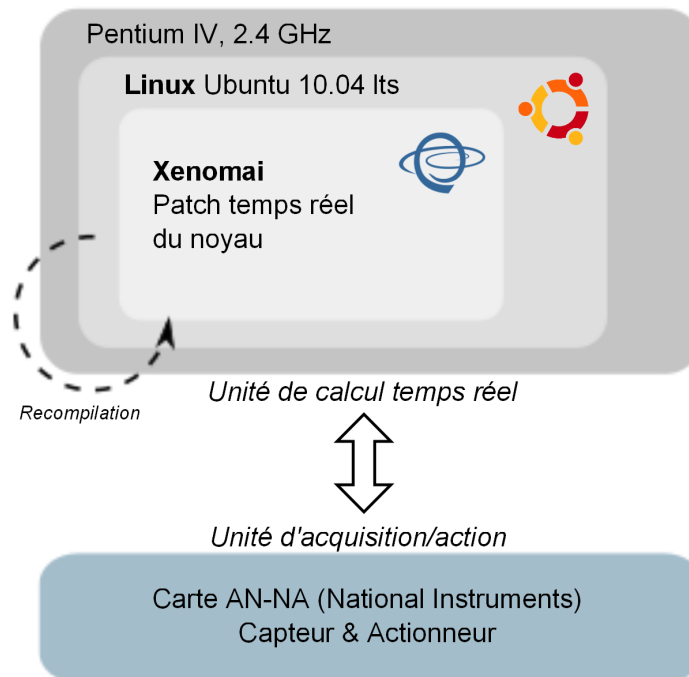 Pentium IV, 2.4 GHz
Linux Ubuntu 10.04 lts
Xenomai
Patch temps réel
du noyau
Recompilation
Unité de calcul temps réel
Unité d'acquisition/action
Carte AN-NA (National Instruments)
Capteur & Actionneur